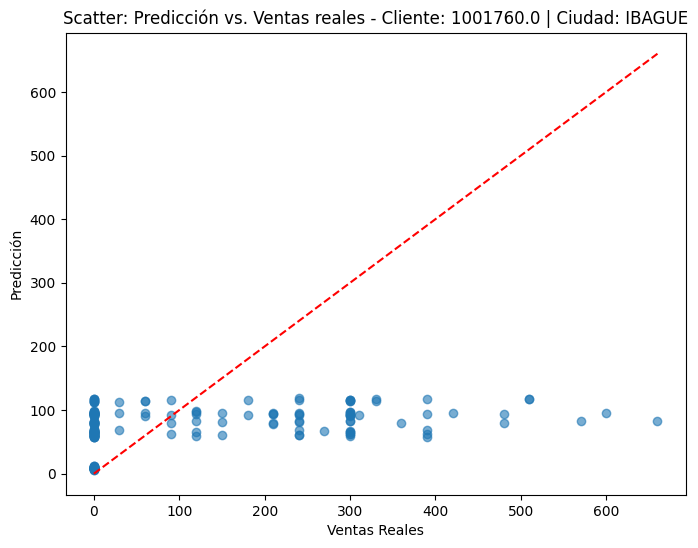 Scatter: Predicción vs. Ventas reales - Cliente: 1001760.0 | Ciudad: IBAGUE
600
500
400
300
200
100
0
Predicción
0 100 200 300 400 500 600
Ventas Reales